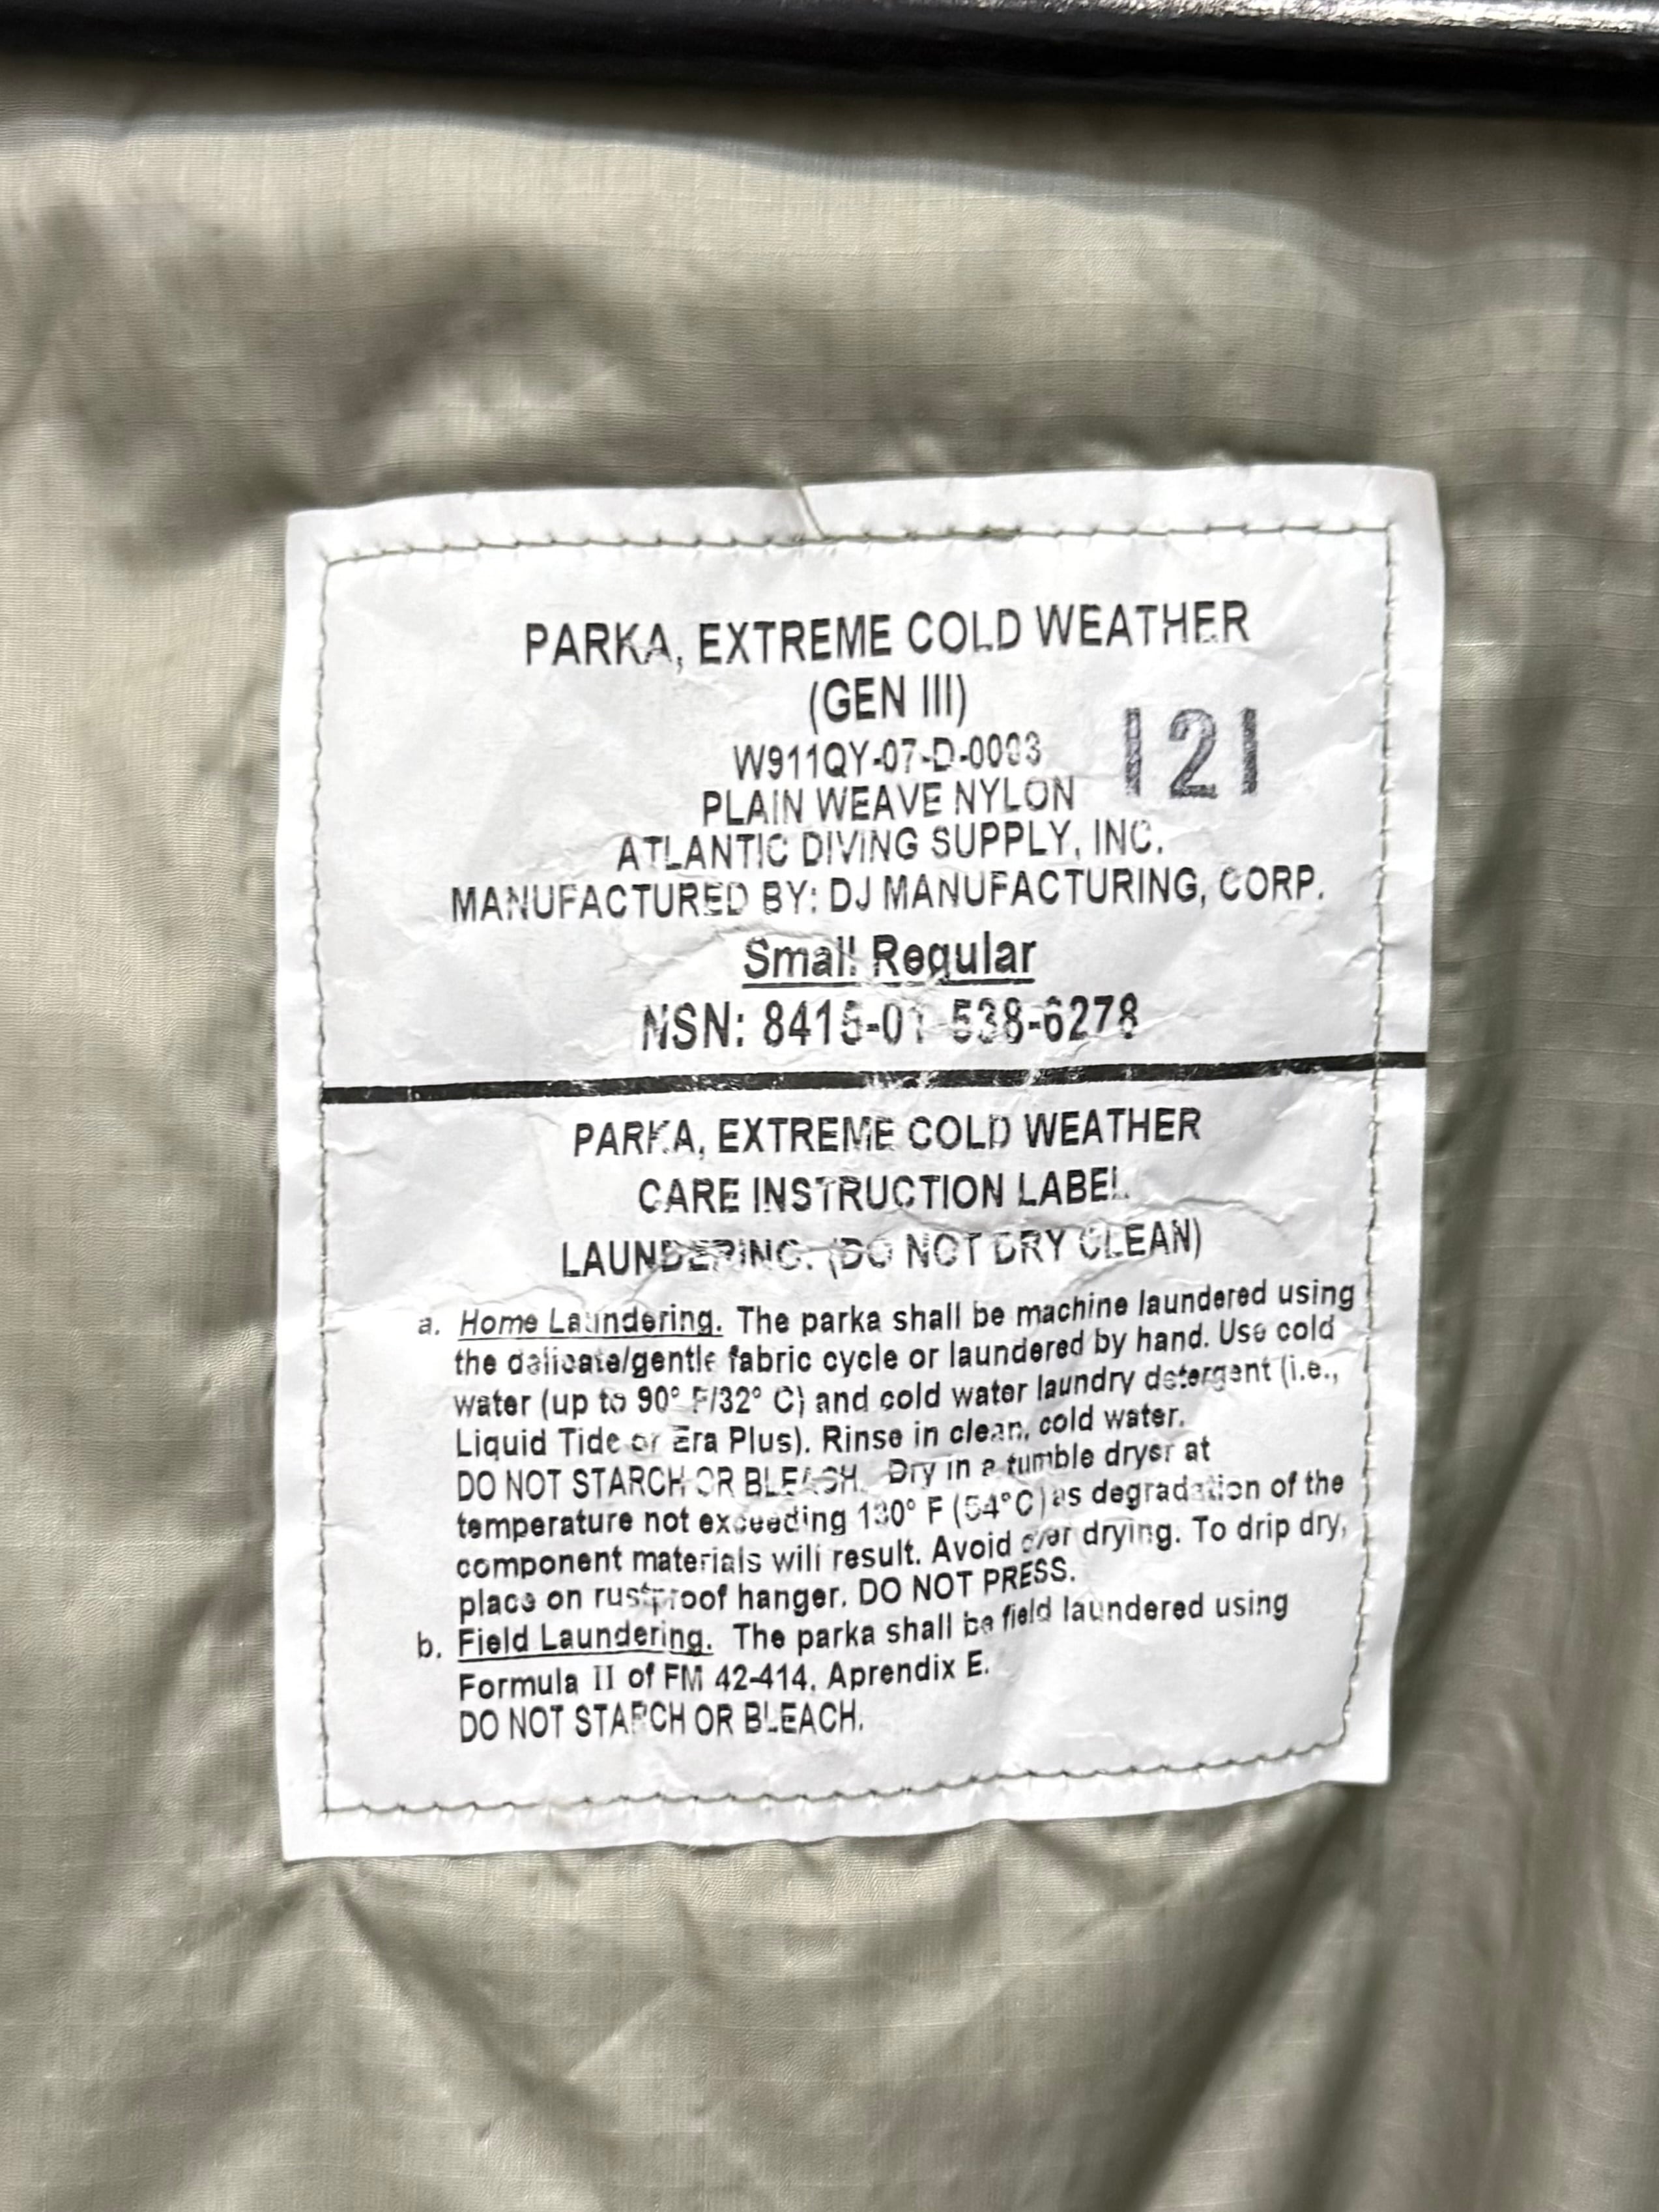 PARKA, EXTREME COLD WEATHER
(GEN III)
W911QY-07-D-0003
121
PLAIN WEAVE NYLON
ATLANTIC DIVING SUPPLY, INC.
MANUFACTURED BY: DJ MANUFACTURING, CORP.
Small Regular
NSN: 8415-01-538-6278
PARKA, EXTREME COLD WEATHER
CARE INSTRUCTION LABEL
LAUNDERING: (DO NOT DRY CLEAN)
a. Home Laundering. The parka shall be machine laundered using
the delicate/gentle fabric cycle or laundered by hand. Use cold
water (up to 90° F/32° C) and cold water laundry detergent (i.e.,
Liquid Tide or Era Plus). Rinse in clean, cold water.
DO NOT STARCH OR BLEACH. Dry in a tumble dryer at
temperature not exceeding 130° F (54°C) as degradation of the
component materials will result. Avoid over drying. To drip dry,
place on rustproof hanger. DO NOT PRESS.
b. Field Laundering. The parka shall be field laundered using
Formula II of FM 42-414, Appendix E.
DO NOT STARCH OR BLEACH.